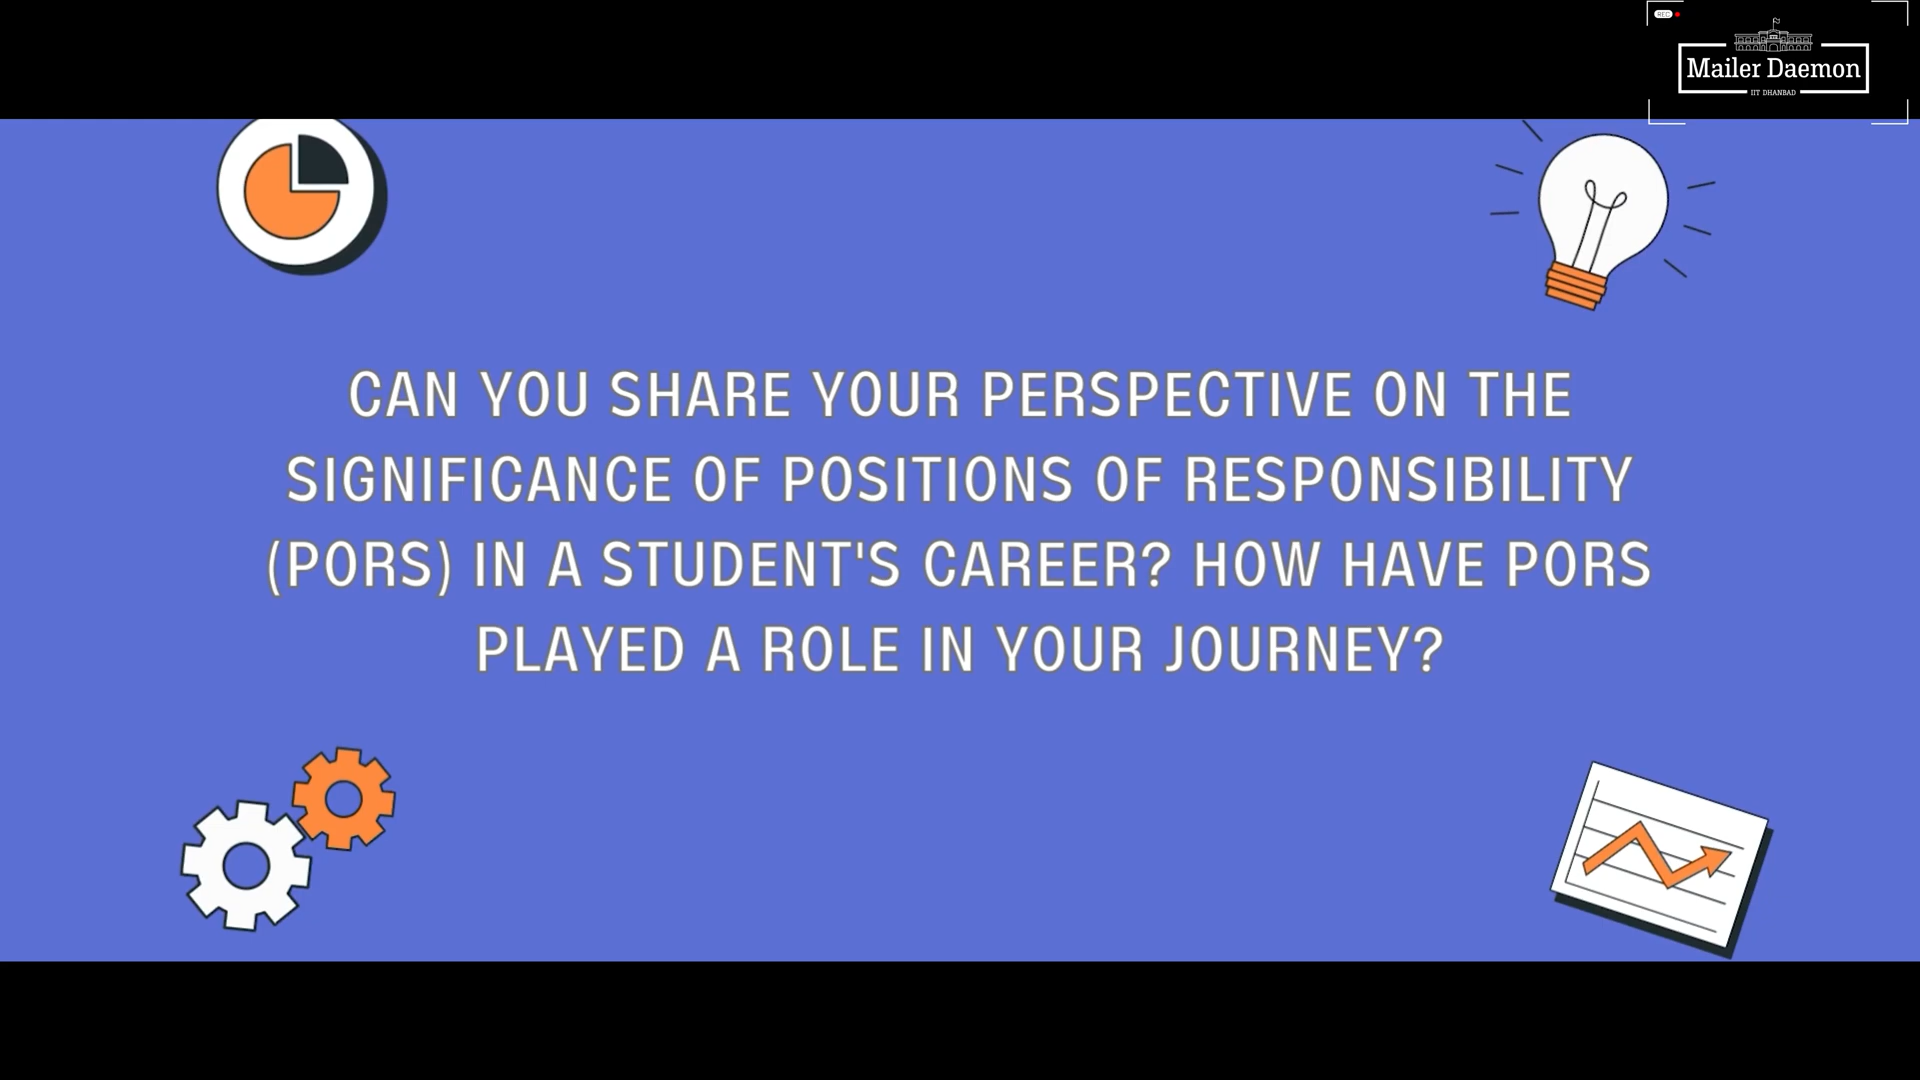 REC
Mailer Daemon
IIT DHANBAD
CAN YOU SHARE YOUR PERSPECTIVE ON THE
SIGNIFICANCE OF POSITIONS OF RESPONSIBILITY
(PORS) IN A STUDENT'S CAREER? HOW HAVE PORS
PLAYED A ROLE IN YOUR JOURNEY?